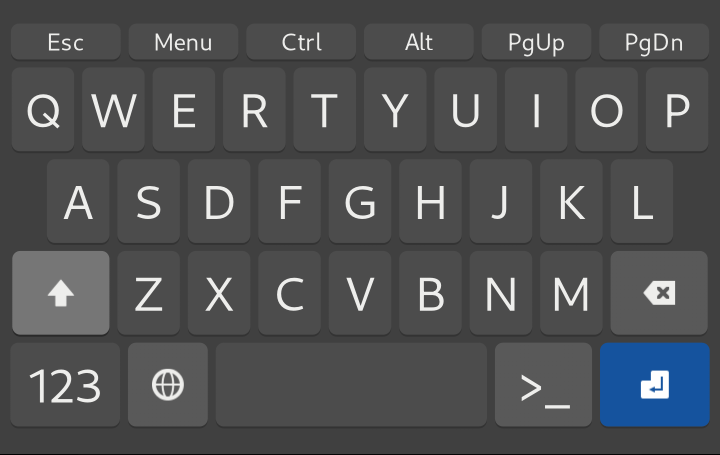 Esc Menu Ctrl Alt PgUp PgDn
Q W E R T Y U I O P
A S D F G H J K L
Z X C V B N M
123 >_